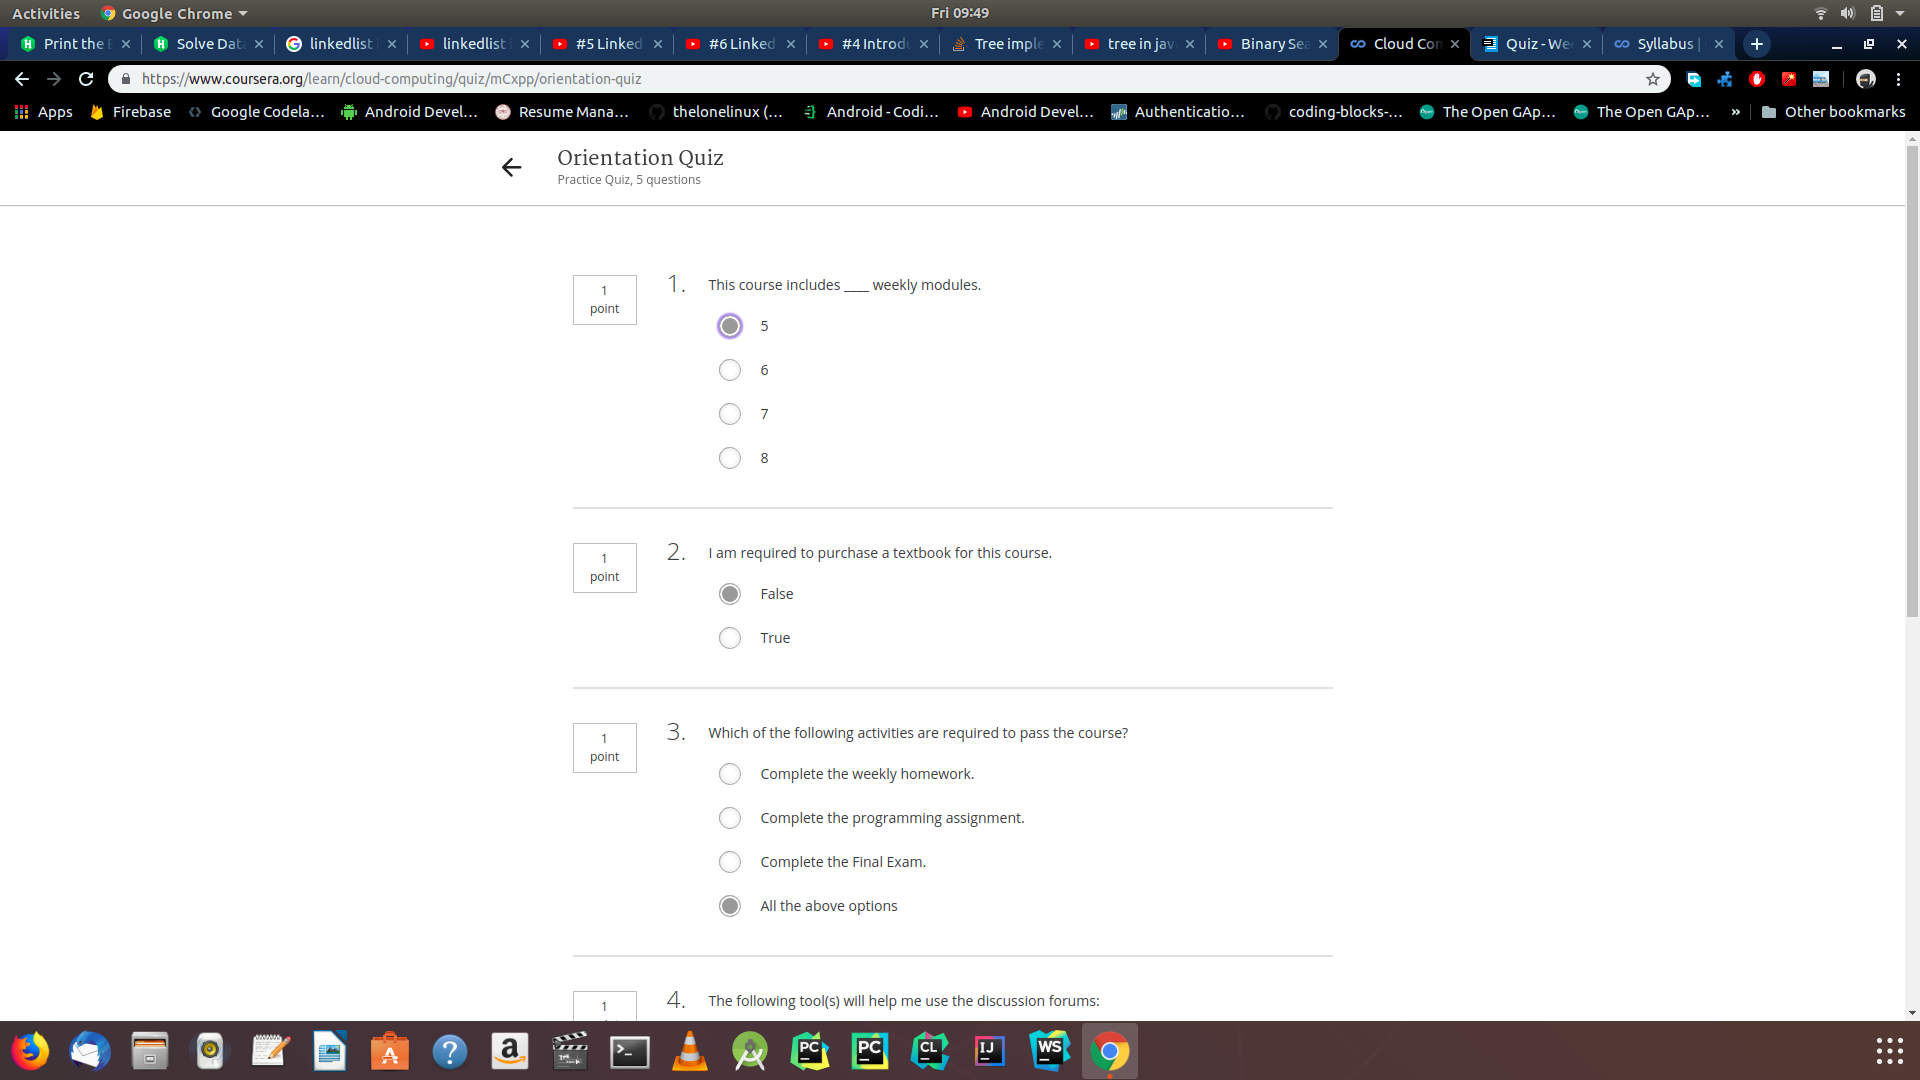 Activities Google Chrome Fri 09:49
Print the Solve Dat linkedlist linkedlist #5 Linked #6 Linked #4 Introdu Tree imple tree in jav Binary Sea Cloud Con Quiz - We Syllabus |
https://www.coursera.org/learn/cloud-computing/quiz/mCxpp/orientation-quiz
Apps Firebase Google Codela... Android Devel... Resume Mana... thelonelinux (... Android - Codi... Android Devel... Authenticatio... coding-blocks-... The Open GAp... The Open GAp... » Other bookmarks
Orientation Quiz
Practice Quiz, 5 questions
1
point
1. This course includes ____ weekly modules.
5
6
7
8
1
point
2. I am required to purchase a textbook for this course.
False
True
1
point
3. Which of the following activities are required to pass the course?
Complete the weekly homework.
Complete the programming assignment.
Complete the Final Exam.
All the above options
1
4. The following tool(s) will help me use the discussion forums:
PC PC CL IJ WS